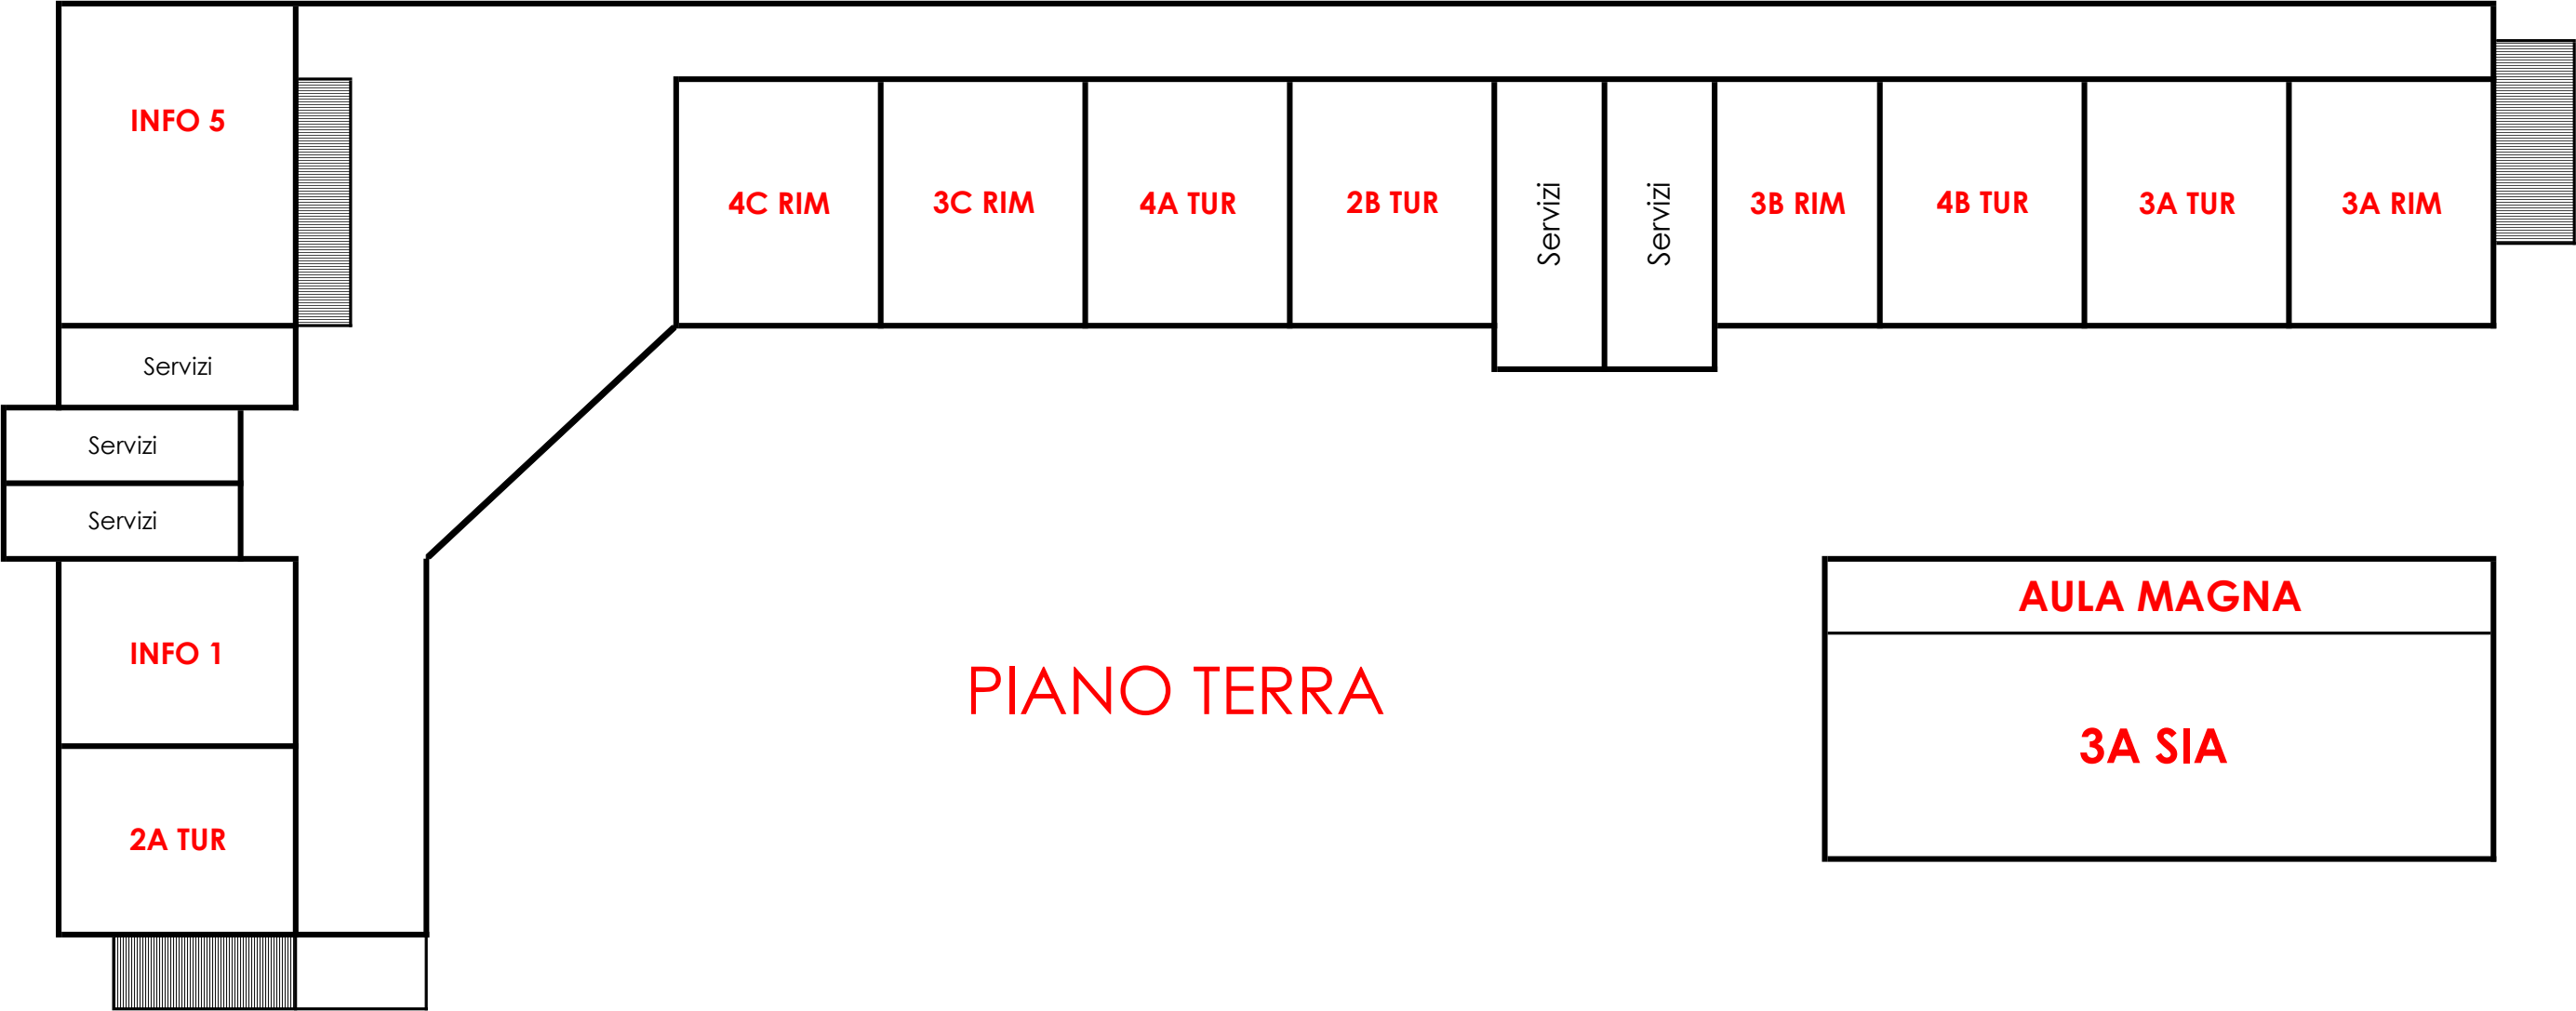 INFO 5
4C RIM
3C RIM
4A TUR
2B TUR
Servizi
Servizi
3B RIM
4B TUR
3A TUR
3A RIM
Servizi
Servizi
Servizi
INFO 1
2A TUR
PIANO TERRA
AULA MAGNA
3A SIA